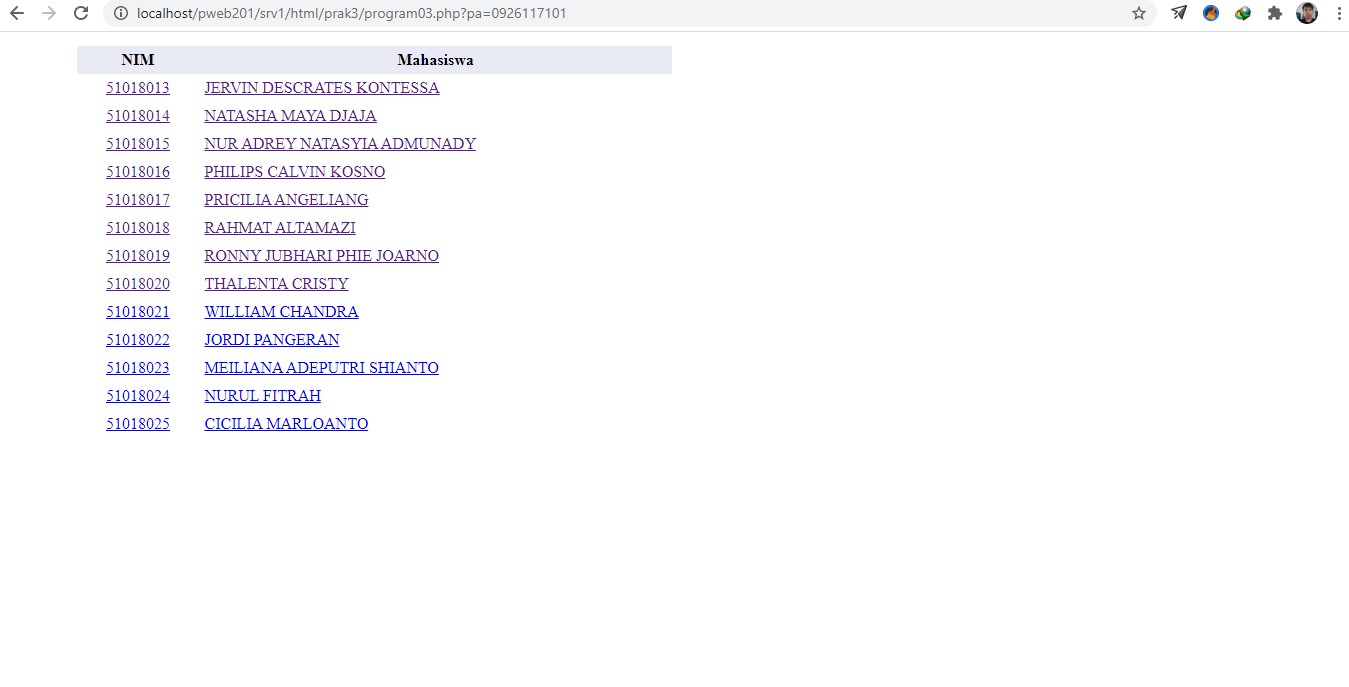 localhost/pweb201/srv1/html/prak3/program03.php?pa=0926117101
NIM Mahasiswa
51018013 JERVIN DESCRATES KONTESSA
51018014 NATASHA MAYA DJAJA
51018015 NUR ADREY NATASYIA ADMUNADY
51018016 PHILIPS CALVIN KOSNO
51018017 PRICILIA ANGELIANG
51018018 RAHMAT ALTAMAZI
51018019 RONNY JUBHARI PHIE JOARNO
51018020 THALENTA CRISTY
51018021 WILLIAM CHANDRA
51018022 JORDI PANGERAN
51018023 MEILIANA ADEPUTRI SHIANTO
51018024 NURUL FITRAH
51018025 CICILIA MARLOANTO